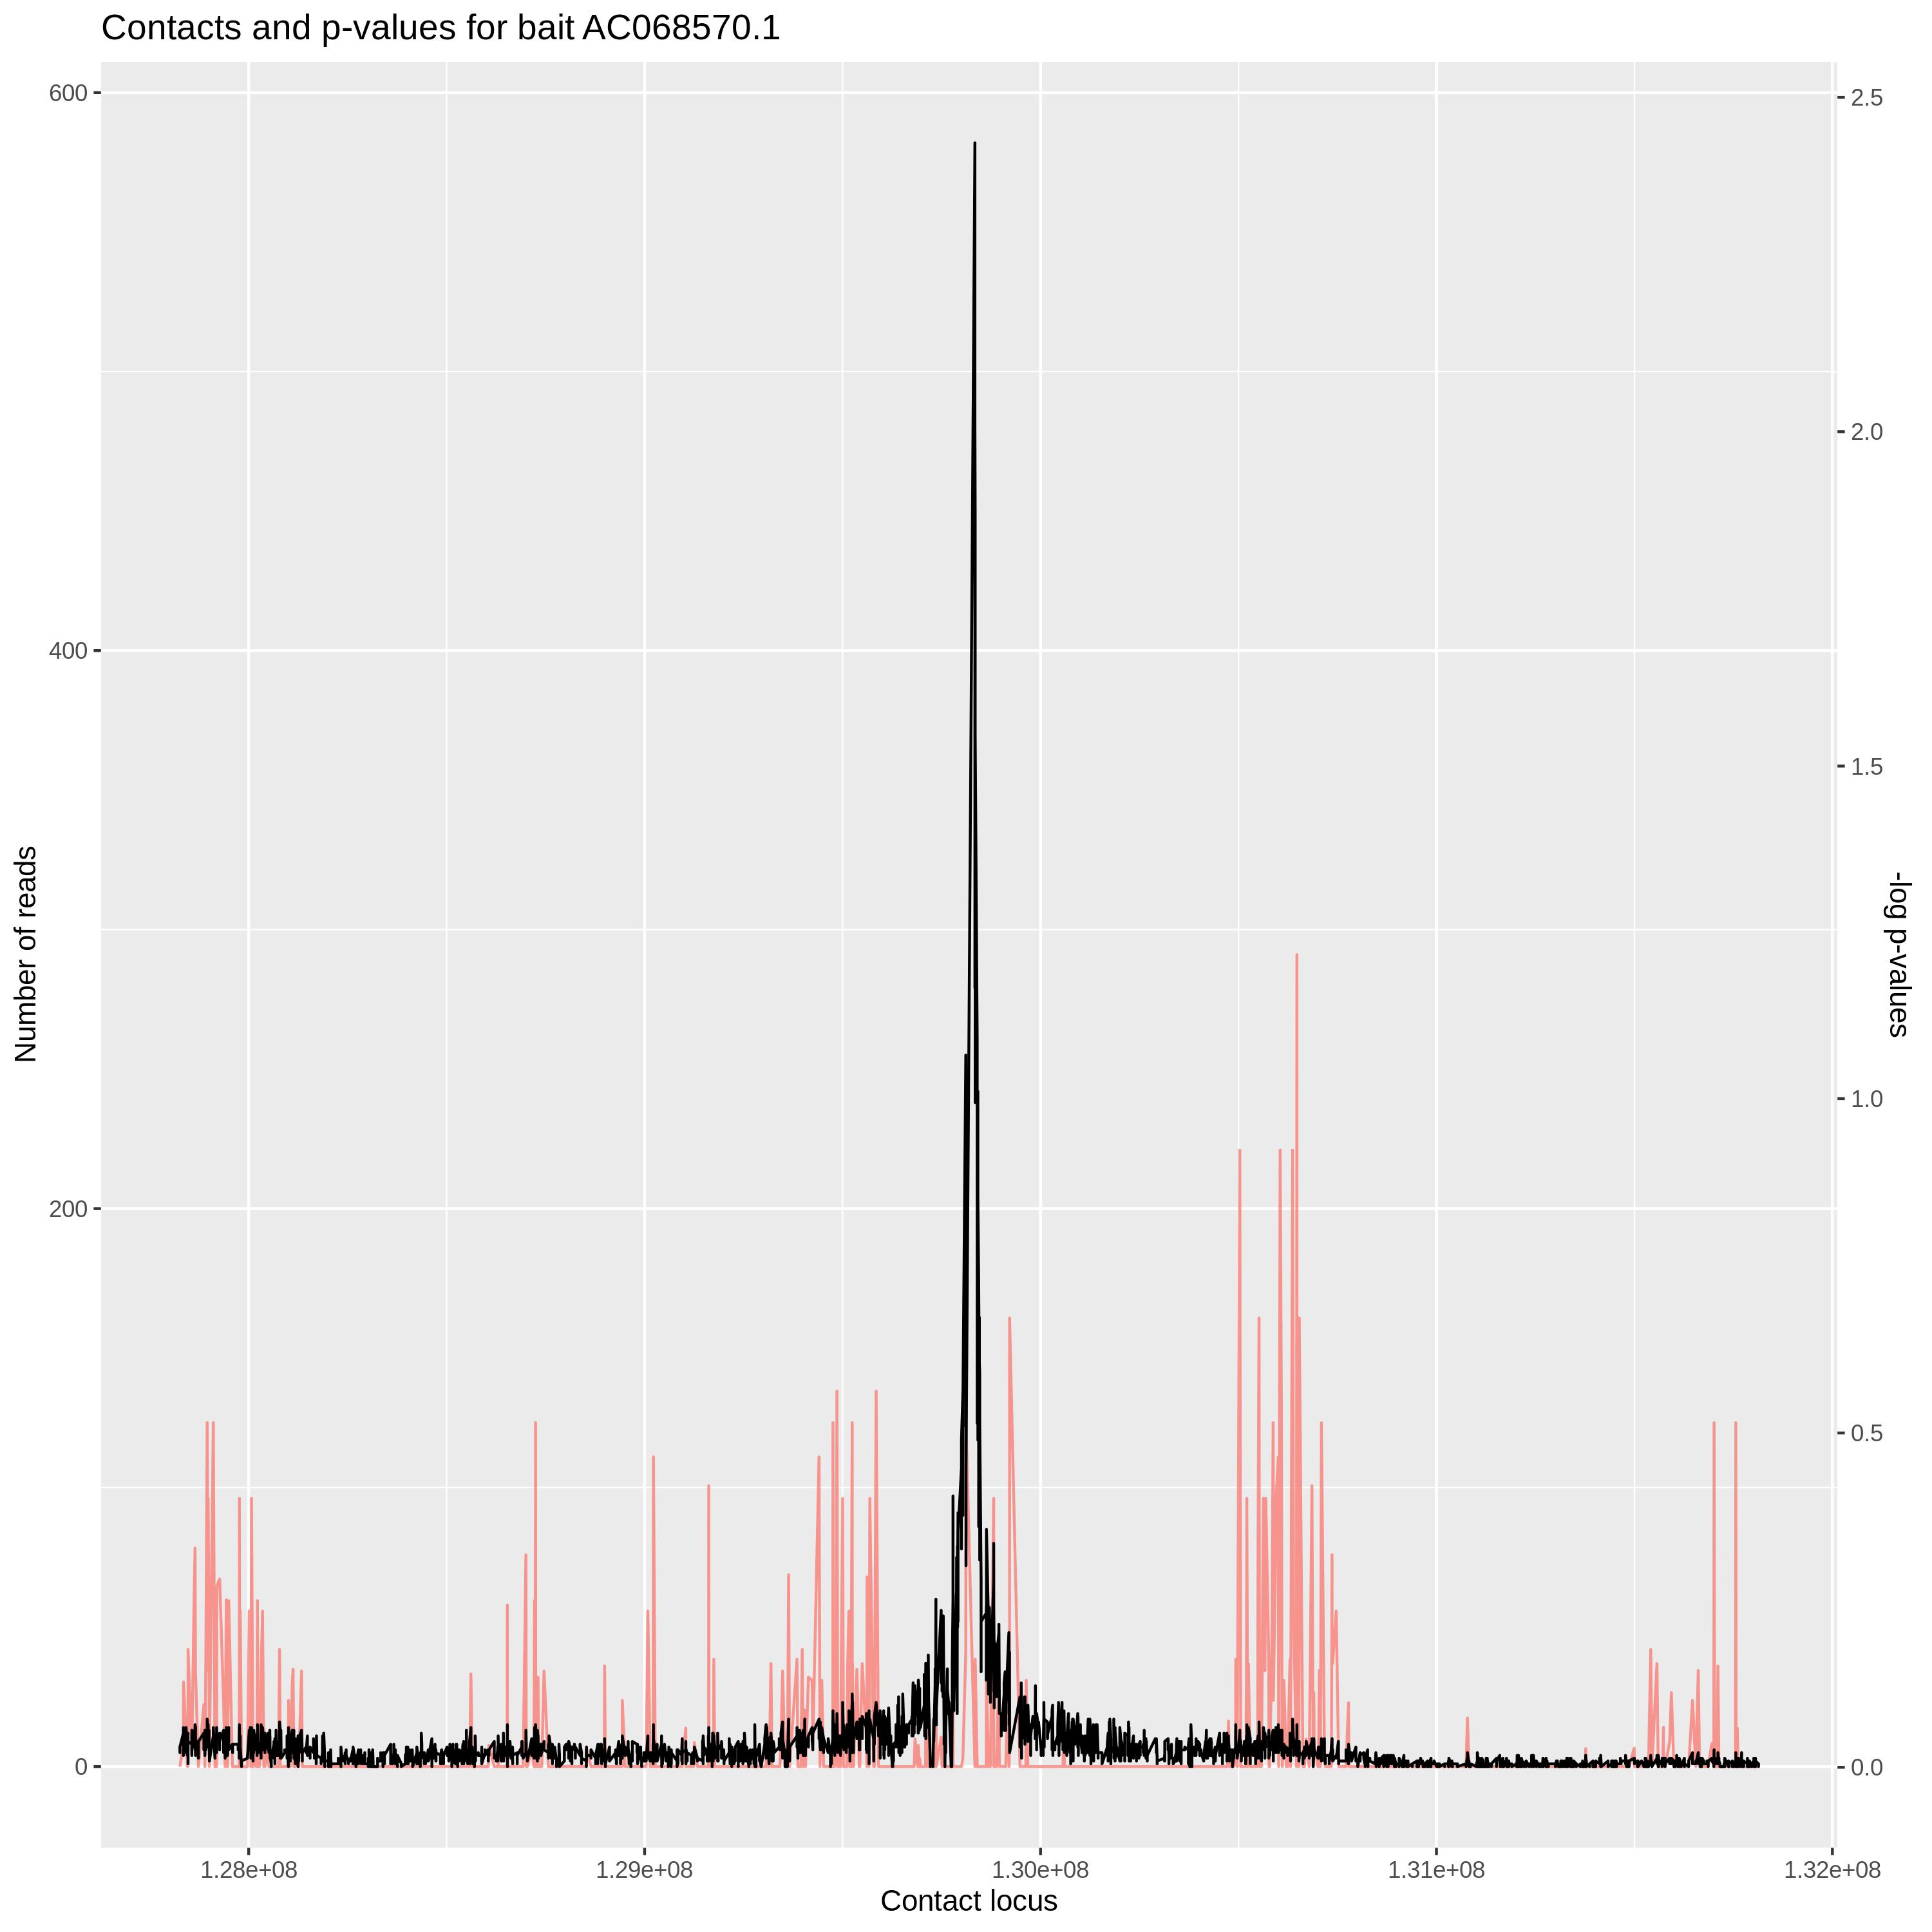 Contacts and p-values for bait AC068570.1
600
400
200
0
Number of reads
2.5
2.0
1.5
1.0
0.5
0.0
-log p-values
1.28e+08 1.29e+08 1.30e+08 1.31e+08 1.32e+08
Contact locus